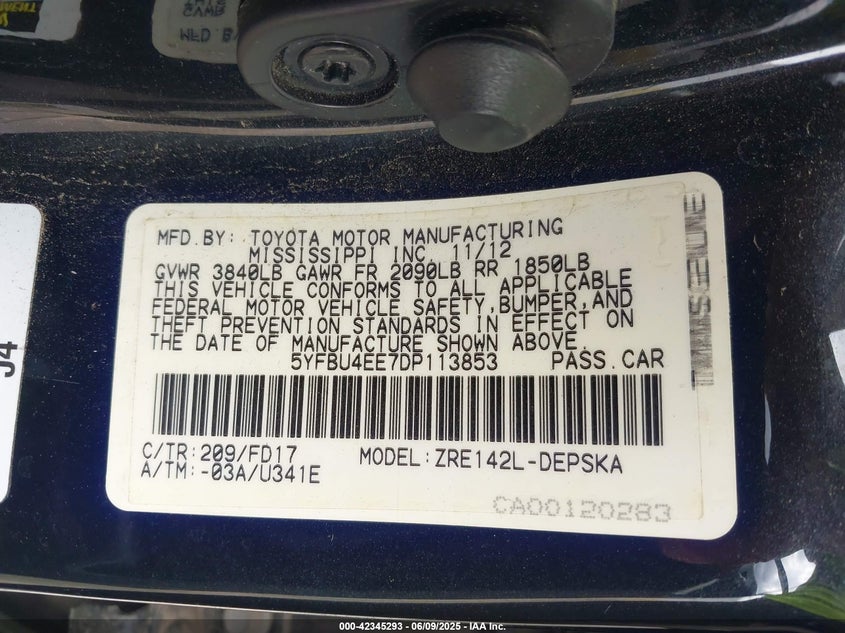 MFD.BY: TOYOTA MOTOR MANUFACTURING
MISSISSIPPI INC. 11/12
GVWR 3840LB GAWR FR 2090LB RR 1850LB
THIS VEHICLE CONFORMS TO ALL APPLICABLE
FEDERAL MOTOR VEHICLE SAFETY,BUMPER,AND
THEFT PREVENTION STANDARDS IN EFFECT ON
THE DATE OF MANUFACTURE SHOWN ABOVE.
5YFBU4EE7DP113853 PASS.CAR
C/TR:209/FD17 MODEL:ZRE142L-DEPSKA
A/TM:-03A/U341E
CA00120283
J4
000-42345293 - 06/09/2025 - IAA Inc.